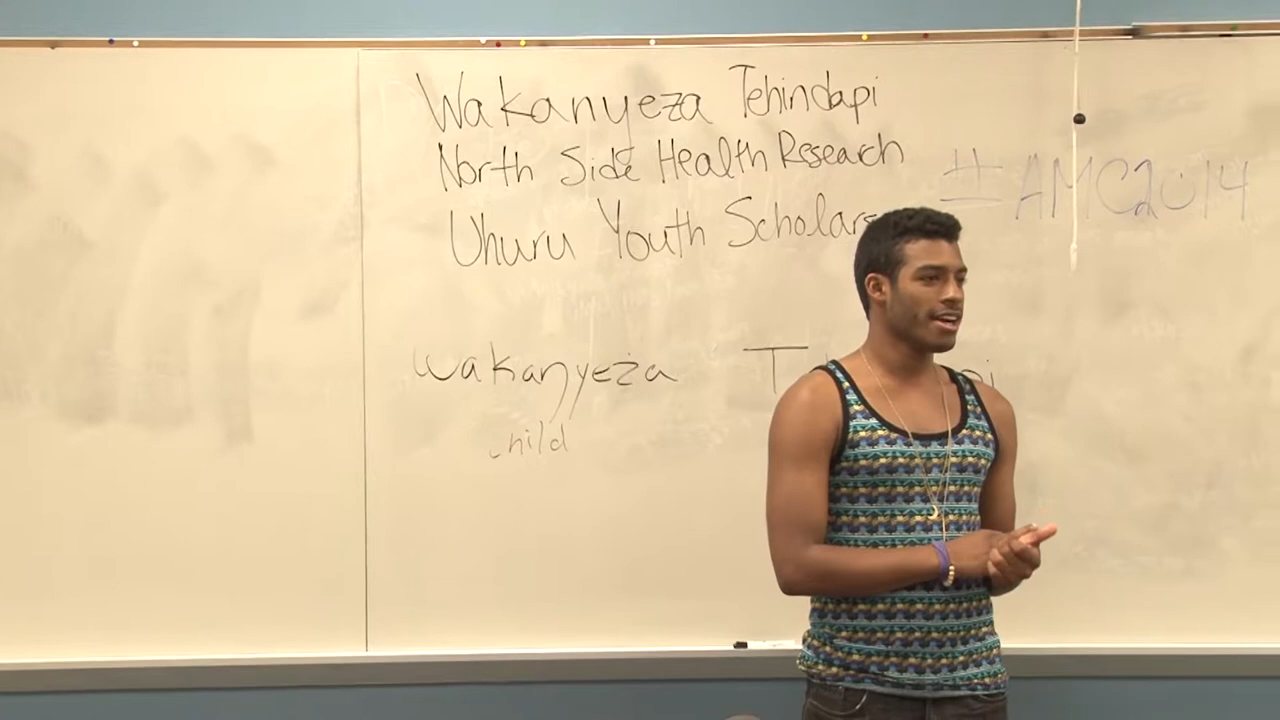 Wakanyeza Tehindapi
North Side Health Research
#AMC2014
Uhuru Youth Scholars
wakanyeza
child